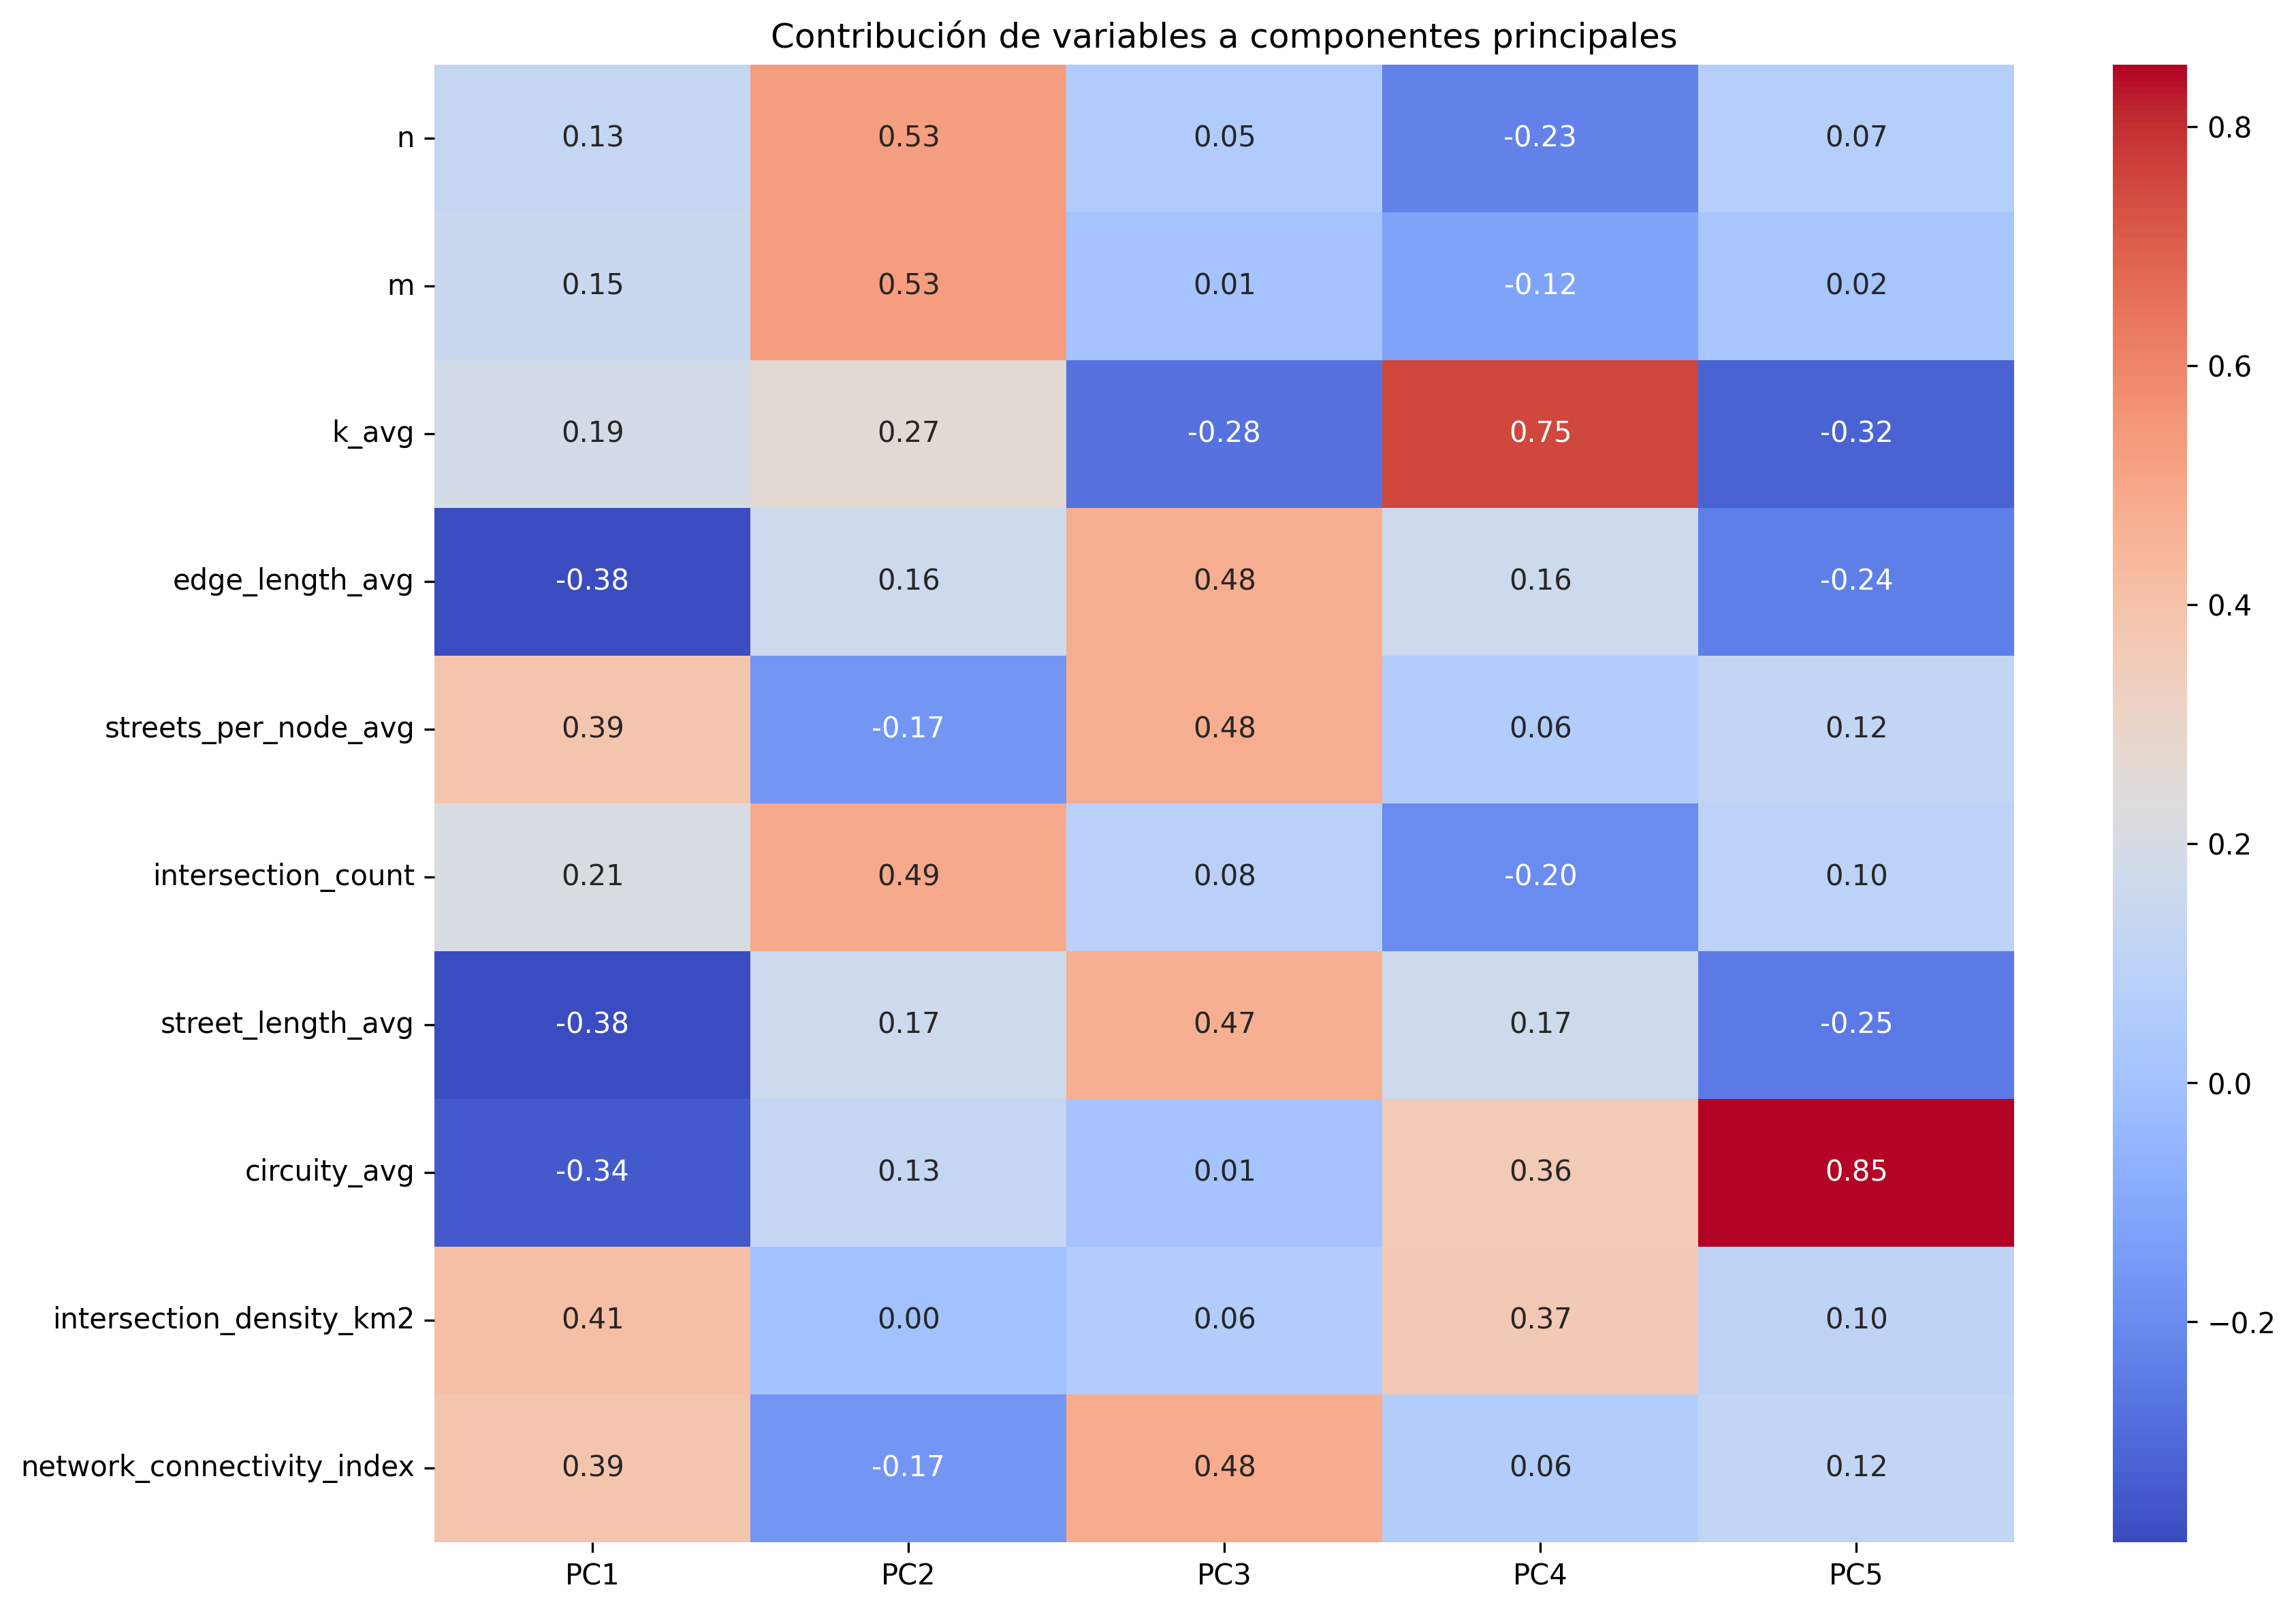 Contribución de variables a componentes principales
n 0.13 0.53 0.05 -0.23 0.07
m 0.15 0.53 0.01 -0.12 0.02
k_avg 0.19 0.27 -0.28 0.75 -0.32
edge_length_avg -0.38 0.16 0.48 0.16 -0.24
streets_per_node_avg 0.39 -0.17 0.48 0.06 0.12
intersection_count 0.21 0.49 0.08 -0.20 0.10
street_length_avg -0.38 0.17 0.47 0.17 -0.25
circuity_avg -0.34 0.13 0.01 0.36 0.85
intersection_density_km2 0.41 0.00 0.06 0.37 0.10
network_connectivity_index 0.39 -0.17 0.48 0.06 0.12
PC1 PC2 PC3 PC4 PC5
0.8
0.6
0.4
0.2
0.0
−0.2